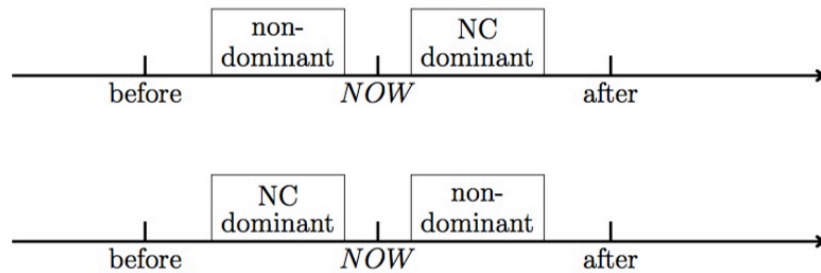 non- NC
dominant dominant
before NOW after
NC non-
dominant dominant
before NOW after